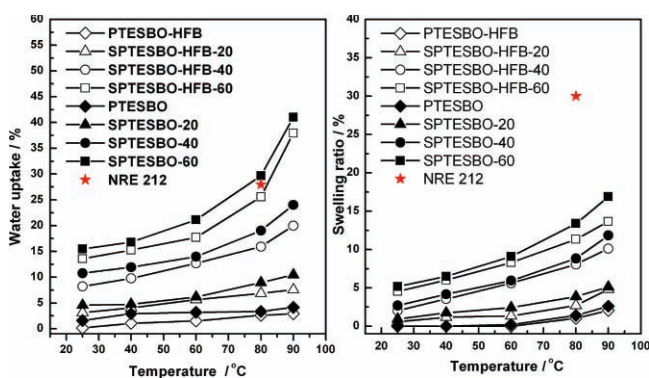 60
55
50
45
40
35
30
25
20
15
10
5
0
Water uptake / %
PTESBO-HFB
SPTESBO-HFB-20
SPTESBO-HFB-40
SPTESBO-HFB-60
PTESBO
SPTESBO-20
SPTESBO-40
SPTESBO-60
NRE 212
20 30 40 50 60 70 80 90 100
Temperature / °C
40
35
30
25
20
15
10
5
0
Swelling ratio / %
PTESBO-HFB
SPTESBO-HFB-20
SPTESBO-HFB-40
SPTESBO-HFB-60
PTESBO
SPTESBO-20
SPTESBO-40
SPTESBO-60
NRE 212
20 30 40 50 60 70 80 90 100
Temperature / °C